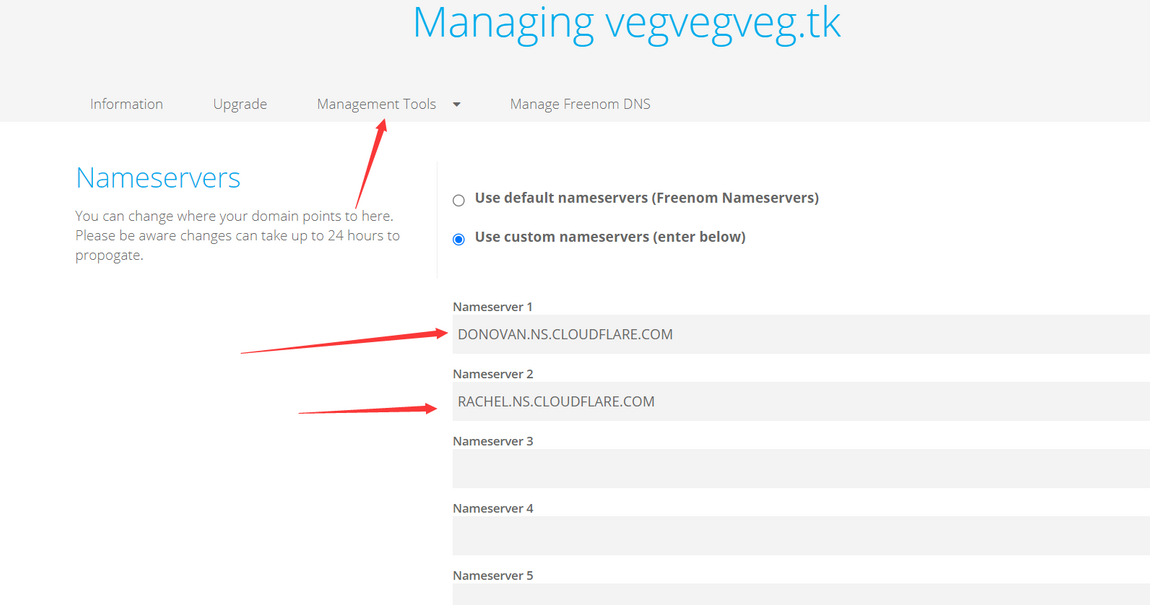 Managing vegvegveg.tk
Information
Upgrade
Management Tools
Manage Freenom DNS
Nameservers
You can change where your domain points to here.
Please be aware changes can take up to 24 hours to
propogate.
Use default nameservers (Freenom Nameservers)
Use custom nameservers (enter below)
Nameserver 1
DONOVAN.NS.CLOUDFLARE.COM
Nameserver 2
RACHEL.NS.CLOUDFLARE.COM
Nameserver 3
Nameserver 4
Nameserver 5